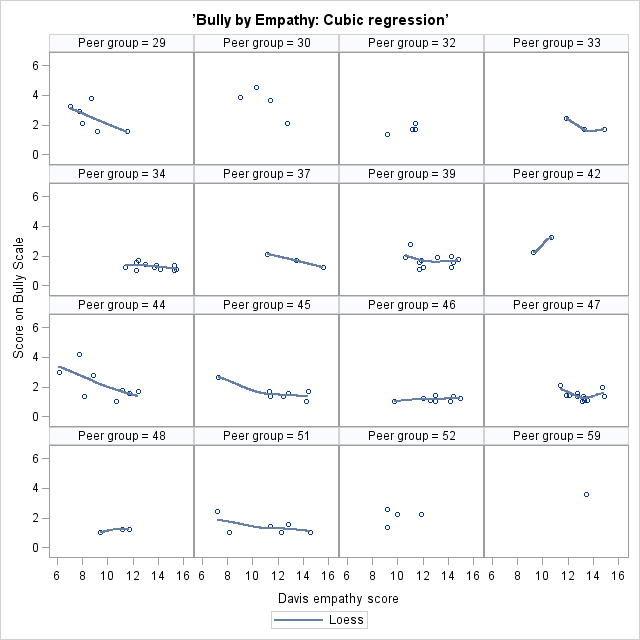 ’Bully by Empathy: Cubic regression’
Peer group = 29 Peer group = 30 Peer group = 32 Peer group = 33
6
4
2
0
Peer group = 34 Peer group = 37 Peer group = 39 Peer group = 42
6
4
2
0
Score on Bully Scale
Peer group = 44 Peer group = 45 Peer group = 46 Peer group = 47
6
4
2
0
Peer group = 48 Peer group = 51 Peer group = 52 Peer group = 59
6
4
2
0
6 8 10 12 14 16 6 8 10 12 14 16 6 8 10 12 14 16 6 8 10 12 14 16
Davis empathy score
Loess